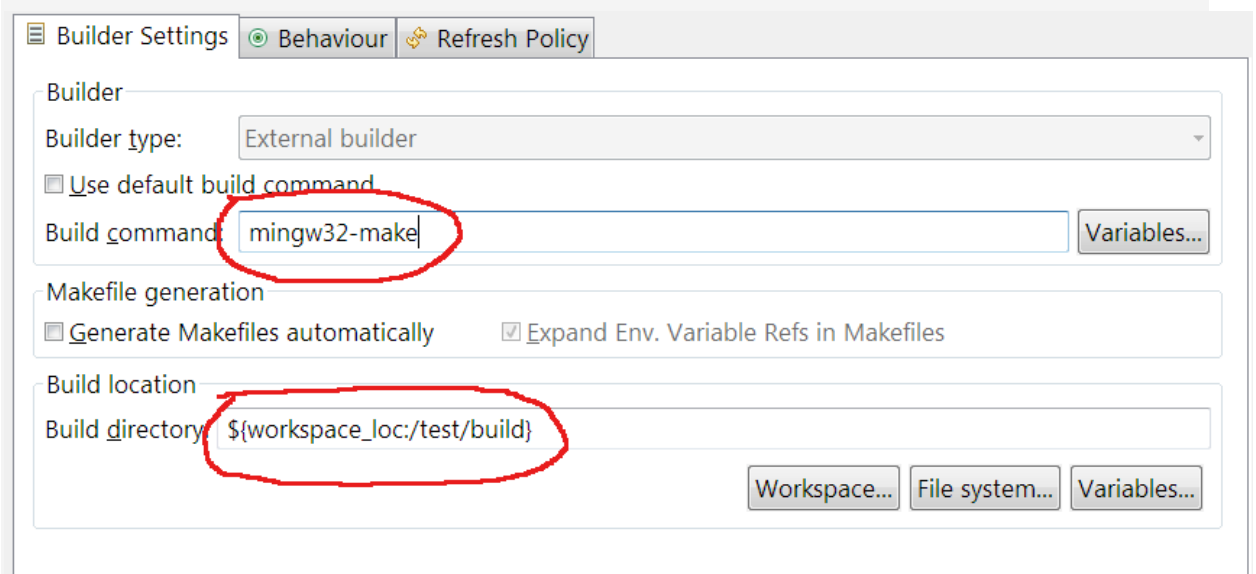 Builder Settings Behaviour Refresh Policy
Builder
Builder type: External builder
Use default build command
Build command: mingw32-make Variables...
Makefile generation
Generate Makefiles automatically Expand Env. Variable Refs in Makefiles
Build location
Build directory ${workspace_loc:/test/build}
Workspace... File system... Variables...